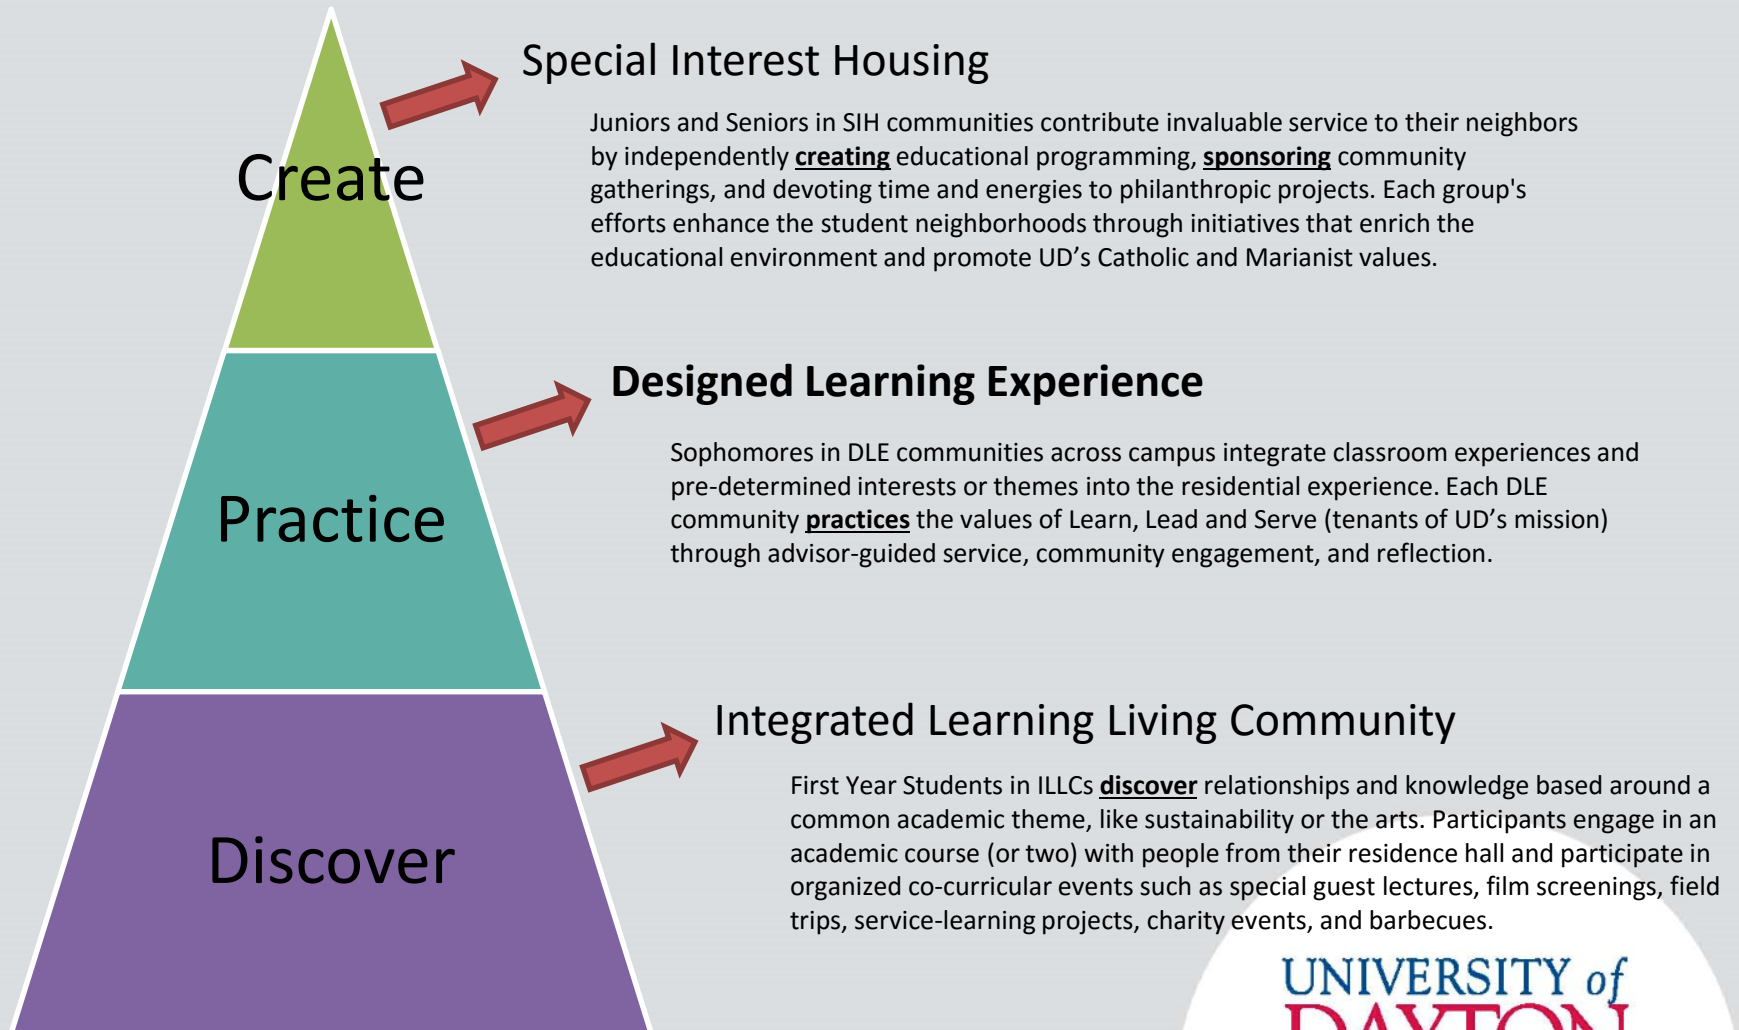 Special Interest Housing
Juniors and Seniors in SIH communities contribute invaluable service to their neighbors
by independently creating educational programming, sponsoring community
gatherings, and devoting time and energies to philanthropic projects. Each group's
efforts enhance the student neighborhoods through initiatives that enrich the
educational environment and promote UD’s Catholic and Marianist values.
Create
Designed Learning Experience
Sophomores in DLE communities across campus integrate classroom experiences and
pre-determined interests or themes into the residential experience. Each DLE
community practices the values of Learn, Lead and Serve (tenants of UD’s mission)
through advisor-guided service, community engagement, and reflection.
Practice
Integrated Learning Living Community
First Year Students in ILLCs discover relationships and knowledge based around a
common academic theme, like sustainability or the arts. Participants engage in an
academic course (or two) with people from their residence hall and participate in
organized co-curricular events such as special guest lectures, film screenings, field
trips, service-learning projects, charity events, and barbecues.
Discover
UNIVERSITY of
DAYTON